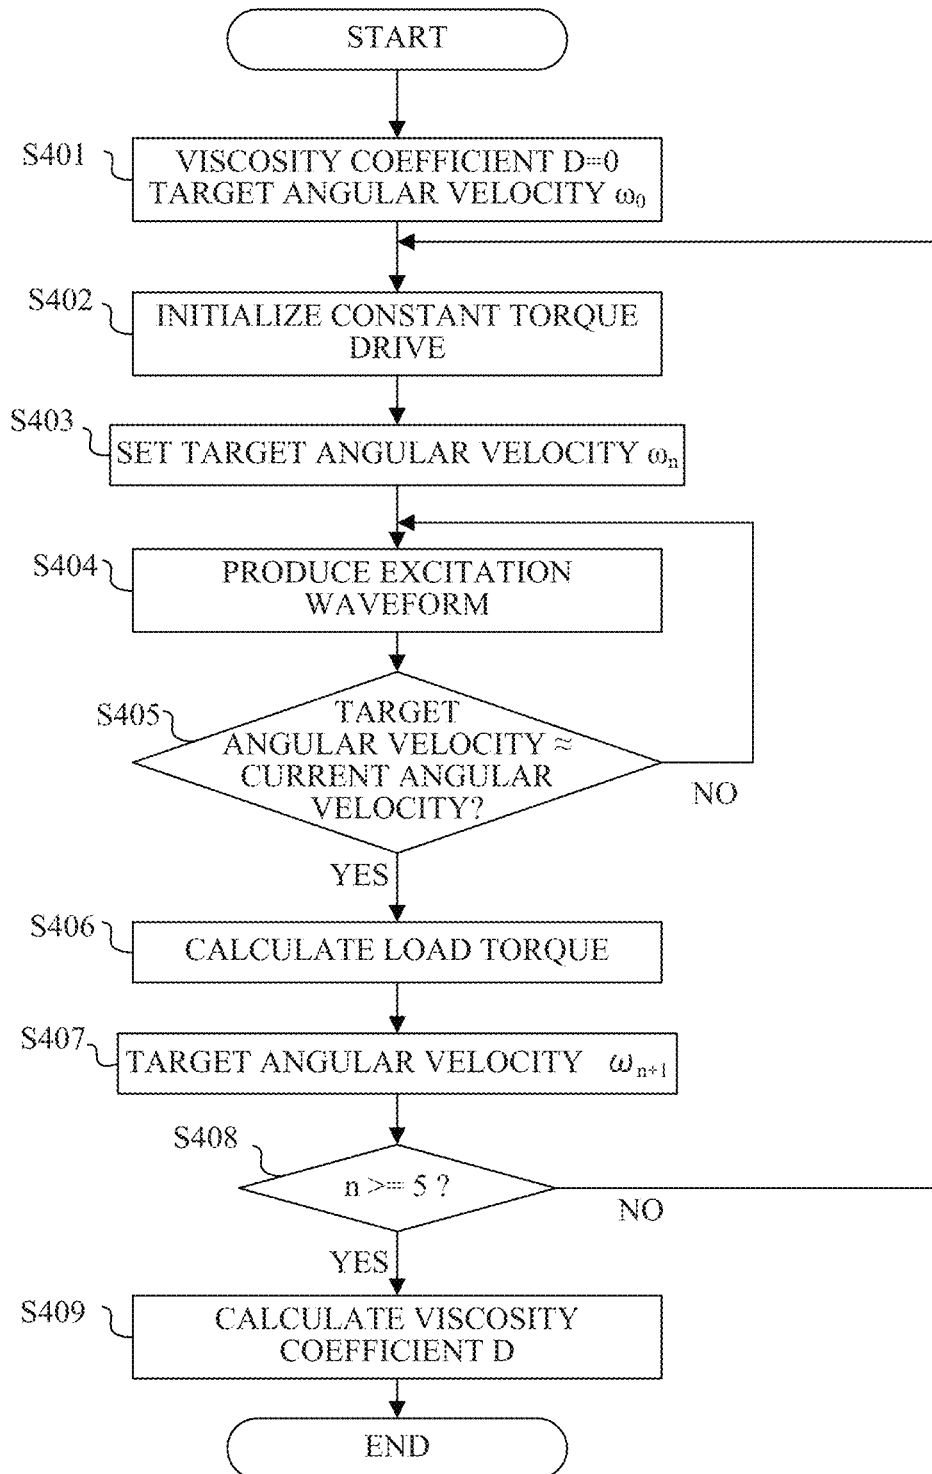 START
S401
VISCOSITY COEFFICIENT D=0
TARGET ANGULAR VELOCITY ω₀
S402
INITIALIZE CONSTANT TORQUE
DRIVE
S403
SET TARGET ANGULAR VELOCITY ωₙ
S404
PRODUCE EXCITATION
WAVEFORM
S405
TARGET
ANGULAR VELOCITY ≈
CURRENT ANGULAR
VELOCITY?
NO
YES
S406
CALCULATE LOAD TORQUE
S407
TARGET ANGULAR VELOCITY ωₙ₊₁
S408
n >= 5 ?
NO
YES
S409
CALCULATE VISCOSITY
COEFFICIENT D
END